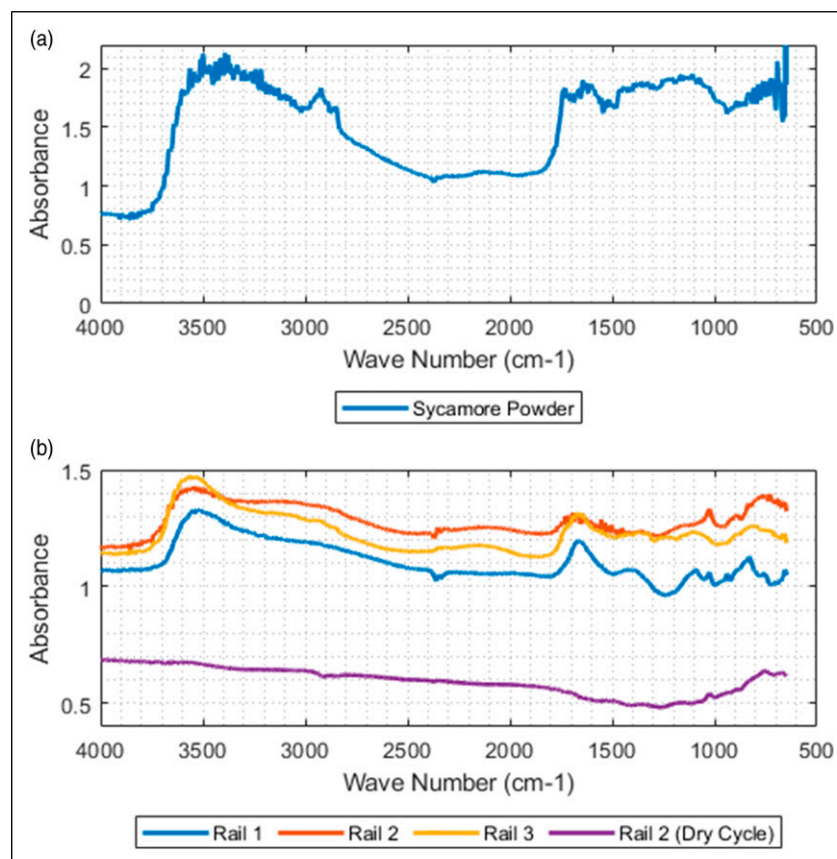 (a)
2
1.5
1
0.5
0
Absorbance
4000 3500 3000 2500 2000 1500 1000 500
Wave Number (cm-1)
Sycamore Powder
(b)
1.5
1
0.5
Absorbance
4000 3500 3000 2500 2000 1500 1000 500
Wave Number (cm-1)
Rail 1 Rail 2 Rail 3 Rail 2 (Dry Cycle)